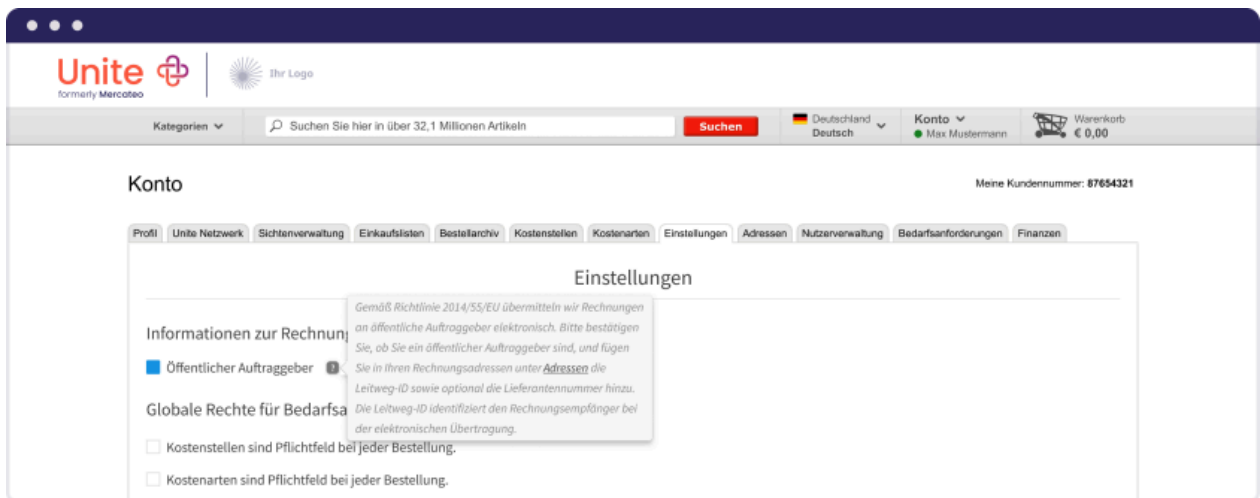 Unite
formerly Mercateo
Ihr Logo
Kategorien
Suchen Sie hier in über 32,1 Millionen Artikeln
Suchen
Deutschland
Deutsch
Konto
Max Mustermann
Warenkorb
€ 0,00
Konto
Meine Kundennummer: 87654321
Profil Unite Netzwerk Sichtenverwaltung Einkaufslisten Bestellarchiv Kostenstellen Kostenarten Einstellungen Adressen Nutzerverwaltung Bedarfsanforderungen Finanzen
Einstellungen
Informationen zur Rechnung
Öffentlicher Auftraggeber ?
Gemäß Richtlinie 2014/55/EU übermitteln wir Rechnungen
an öffentliche Auftraggeber elektronisch. Bitte bestätigen
Sie, ob Sie ein öffentlicher Auftraggeber sind, und fügen
Sie in Ihren Rechnungsadressen unter Adressen die
Leitweg-ID sowie optional die Lieferantennummer hinzu.
Die Leitweg-ID identifiziert den Rechnungsempfänger bei
der elektronischen Übertragung.
Globale Rechte für Bedarfsa
Kostenstellen sind Pflichtfeld bei jeder Bestellung.
Kostenarten sind Pflichtfeld bei jeder Bestellung.